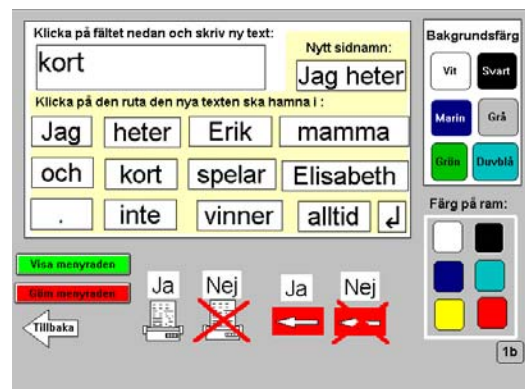 Klicka på fältet nedan och skriv ny text:
kort
Nytt sidnamn:
Jag heter
Klicka på den ruta den nya texten ska hamna i :
Jag heter Erik mamma
och kort spelar Elisabeth
. inte vinner alltid ↲
Bakgrundsfärg
Vit Svart
Marin Grå
Grön Duvblå
Färg på ram:
Visa menyraden
Göm menyraden
Tillbaka
Ja Nej Ja Nej
1b